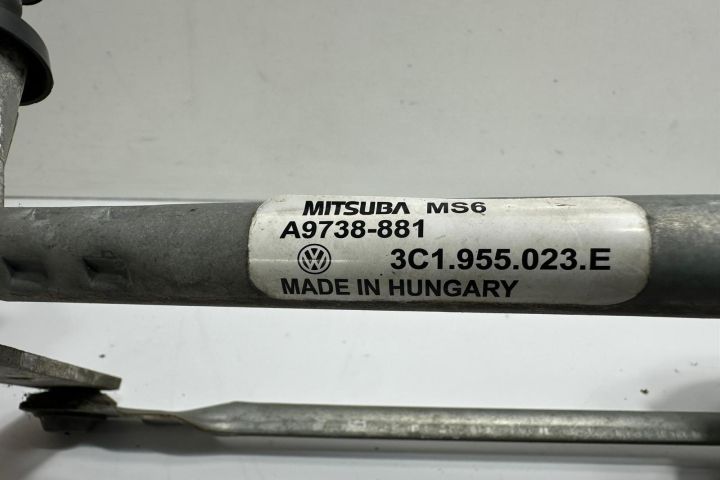 MITSUBA MS6
A9738-881
3C1.955.023.E
MADE IN HUNGARY